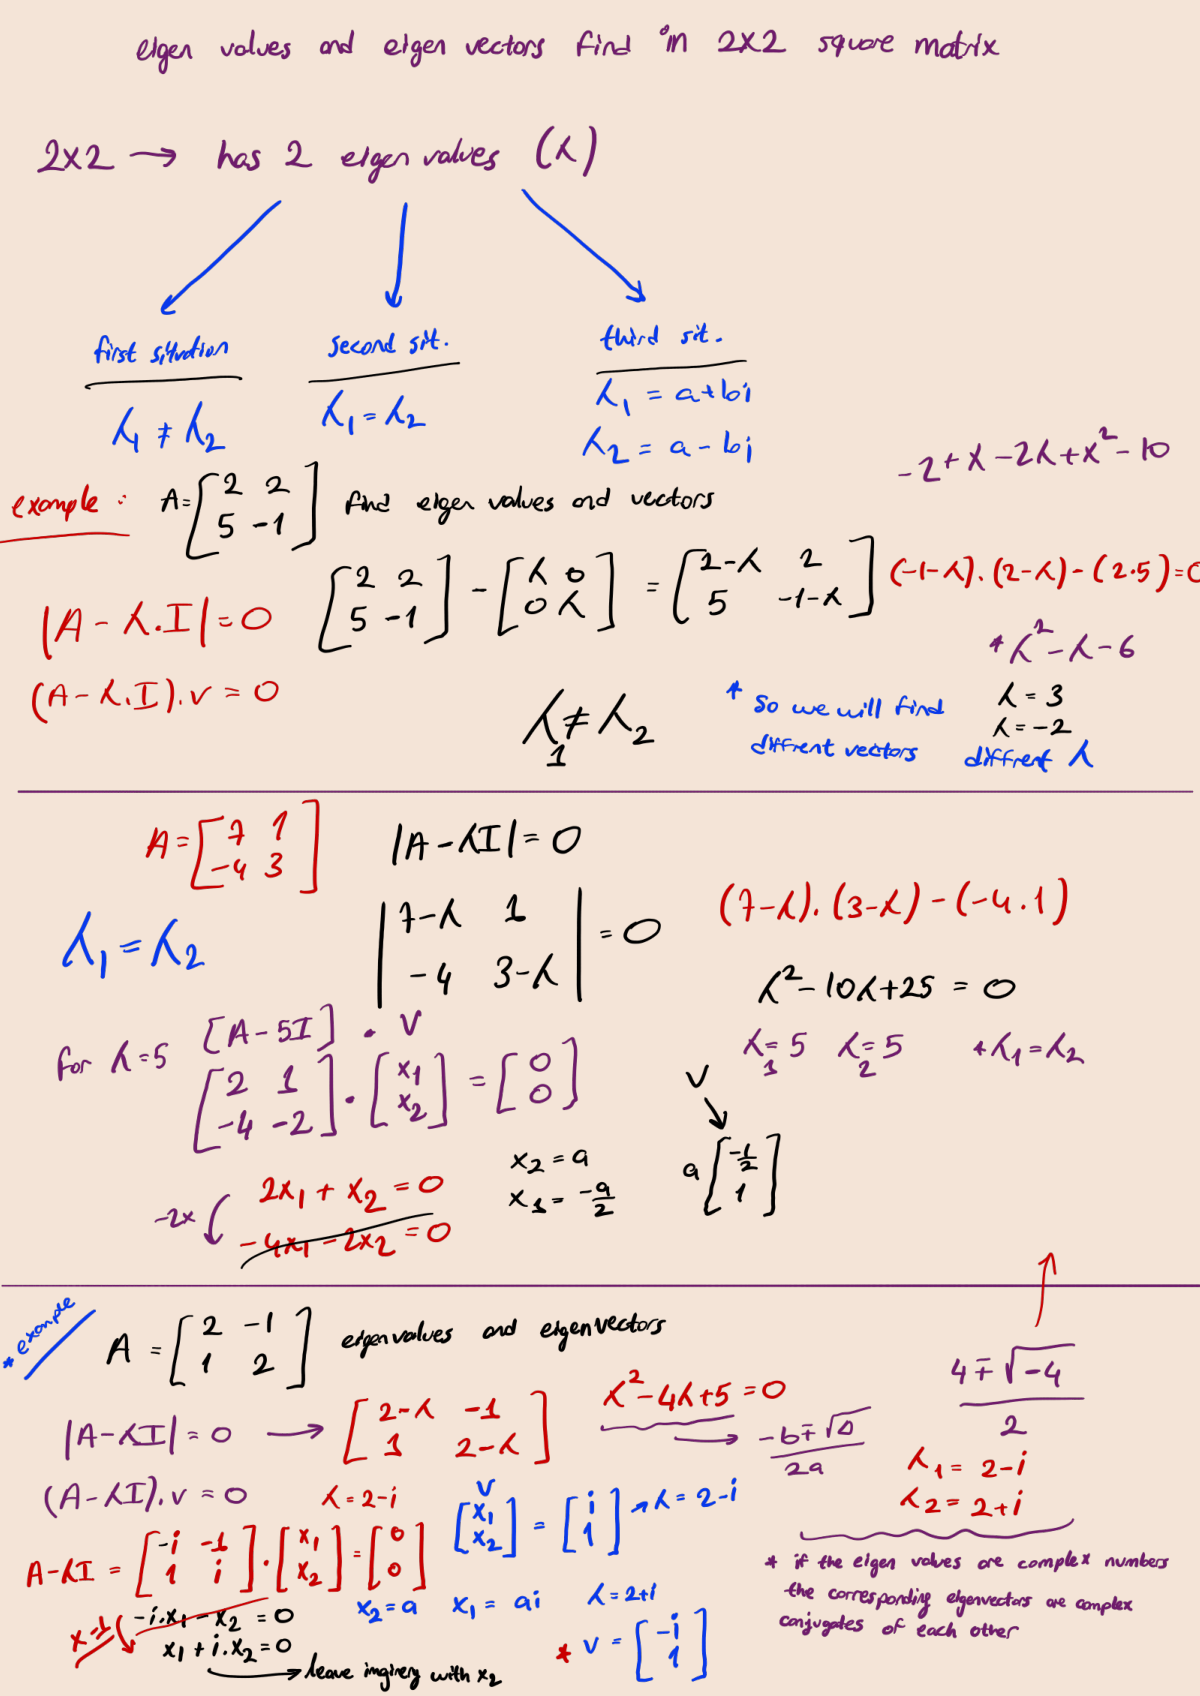 eigen values and eigen vectors find in 2x2 square matrix
2x2 → has 2 eigen values (λ)
first situation
second sit.
third sit.
λ1 ≠ λ2
λ1 = λ2
λ1 = a+bi
λ2 = a-bi
example : A = [2 2; 5 -1] find eigen values and vectors
-2+λ-2λ+λ²-10
|A-λ.I|=0
[2 2; 5 -1] - [λ 0; 0 λ] = [2-λ 2; 5 -1-λ]
(-1-λ).(2-λ)-(2.5)=0
(A-λ.I).v=0
* λ²-λ-6
λ=3
λ=-2
λ1 ≠ λ2
* so we will find
diffrent vectors
diffrent λ
A = [7 1; -4 3]
|A-λI|=0
λ1 = λ2
|7-λ 1; -4 3-λ| = 0
(7-λ).(3-λ)-(-4.1)
λ²-10λ+25 = 0
λ1=5 λ2=5 *λ1=λ2
for λ=5
[A-5I] . v
[2 1; -4 -2] . [x1; x2] = [0; 0]
v
a [-1/2; 1]
x2 = a
x1 = -a/2
-2x
2x1 + x2 = 0
-4x1 - 2x2 = 0
* example
A = [2 -1; 1 2] eigenvalues and eigenvectors
|A-λI|=0 → [2-λ -1; 1 2-λ]
λ²-4λ+5 = 0
→ -b∓√Δ / 2a
4∓√-4 / 2
λ1 = 2-i
λ2 = 2+i
(A-λI).v = 0
λ=2-i
v
[x1; x2] = [i; 1] → λ=2-i
A-λI = [-i -1; 1 i] . [x1; x2] = [0; 0]
x2=a x1 = ai
λ=2+i
* v = [-i; 1]
-i.x1 - x2 = 0
x1 + i.x2 = 0
→ leave imginery with x2
* if the eigen values are complex numbers
the corresponding eigenvectors are complex
conjugates of each other